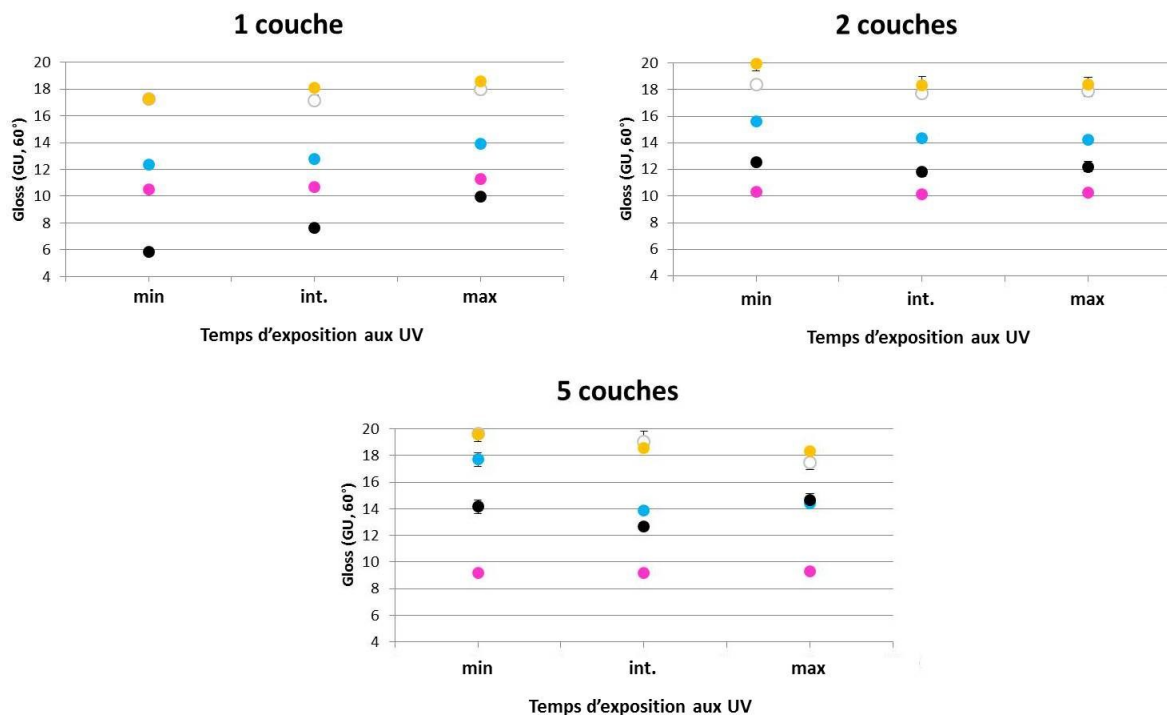 1 couche
Gloss (GU, 60°)
20
18
16
14
12
10
8
6
4
min int. max
Temps d'exposition aux UV
2 couches
Gloss (GU, 60°)
20
18
16
14
12
10
8
6
4
min int. max
Temps d'exposition aux UV
5 couches
Gloss (GU, 60°)
20
18
16
14
12
10
8
6
4
min int. max
Temps d'exposition aux UV